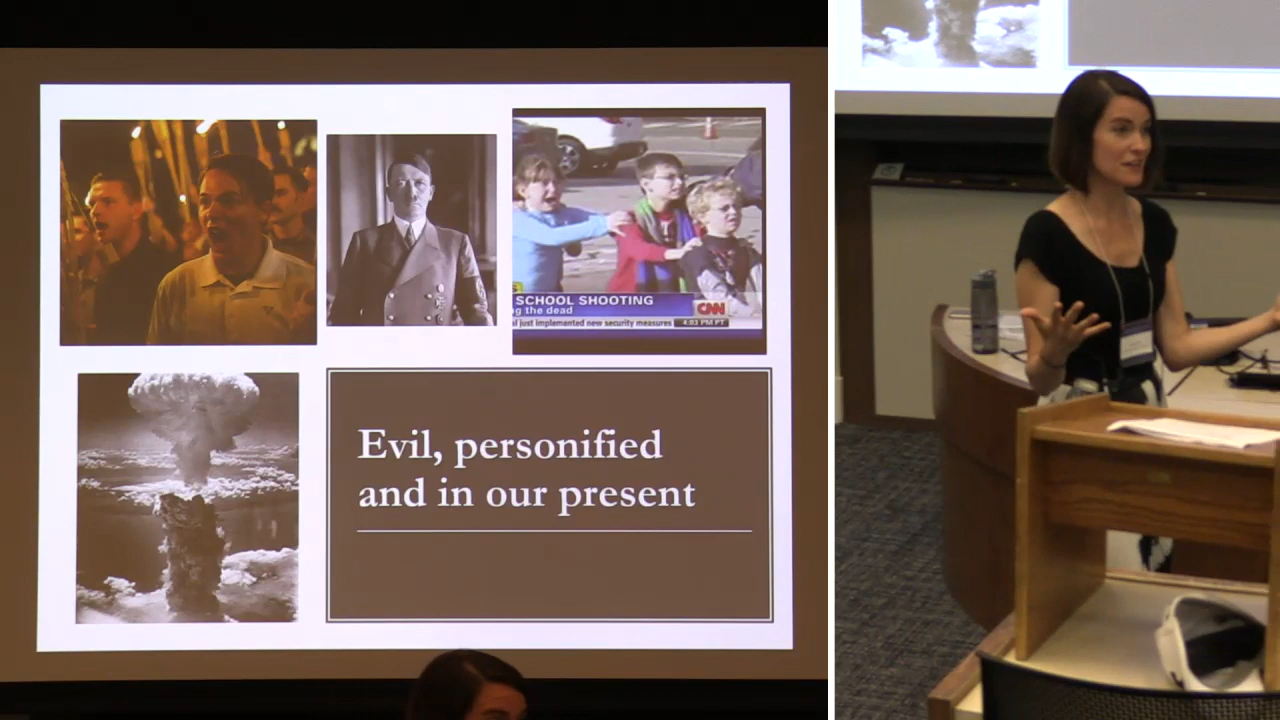 SCHOOL SHOOTING
g the dead
CNN
just implemented new security measures 4:03 PM PT
Evil, personified
and in our present